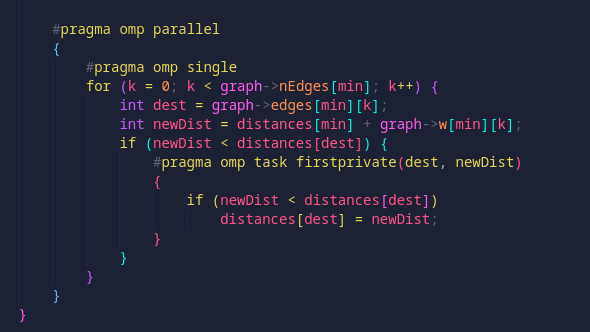 #pragma omp parallel
{
#pragma omp single
for (k = 0; k < graph->nEdges[min]; k++) {
int dest = graph->edges[min][k];
int newDist = distances[min] + graph->w[min][k];
if (newDist < distances[dest]) {
#pragma omp task firstprivate(dest, newDist)
{
if (newDist < distances[dest])
distances[dest] = newDist;
}
}
}
}
}